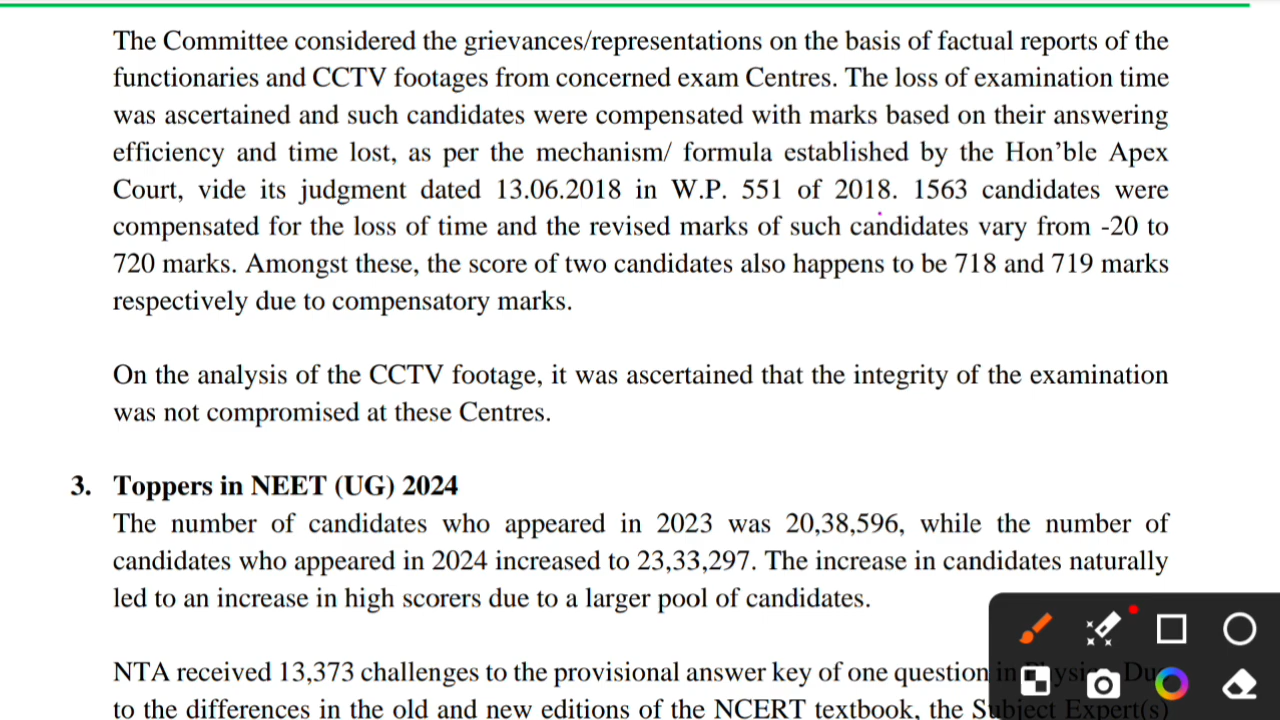 The Committee considered the grievances/representations on the basis of factual reports of the
functionaries and CCTV footages from concerned exam Centres. The loss of examination time
was ascertained and such candidates were compensated with marks based on their answering
efficiency and time lost, as per the mechanism/ formula established by the Hon’ble Apex
Court, vide its judgment dated 13.06.2018 in W.P. 551 of 2018. 1563 candidates were
compensated for the loss of time and the revised marks of such candidates vary from -20 to
720 marks. Amongst these, the score of two candidates also happens to be 718 and 719 marks
respectively due to compensatory marks.
On the analysis of the CCTV footage, it was ascertained that the integrity of the examination
was not compromised at these Centres.
3. Toppers in NEET (UG) 2024
The number of candidates who appeared in 2023 was 20,38,596, while the number of
candidates who appeared in 2024 increased to 23,33,297. The increase in candidates naturally
led to an increase in high scorers due to a larger pool of candidates.
NTA received 13,373 challenges to the provisional answer key of one question in
to the differences in the old and new editions of the NCERT textbook, the Subject Expert(s)